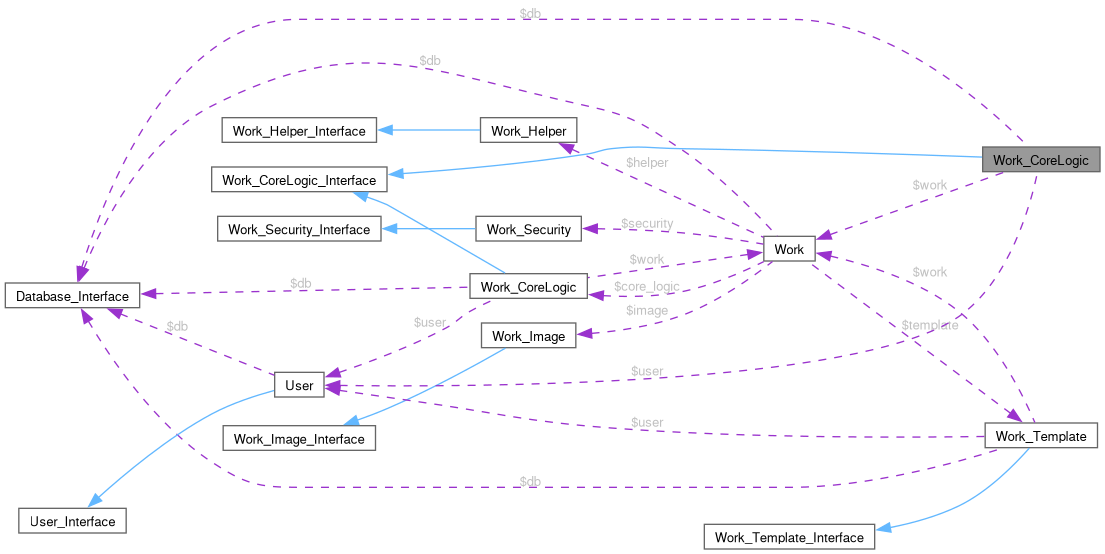 $db
$db
Work_Helper_Interface
Work_Helper
Work_CoreLogic
$helper
Work_CoreLogic_Interface
$work
$security
Work_Security_Interface
Work_Security
Work
$work
$work
$db
$core_logic
Work_CoreLogic
Database_Interface
$image
$user
$db
$template
Work_Image
$user
User
$user
Work_Image_Interface
Work_Template
$db
User_Interface
Work_Template_Interface